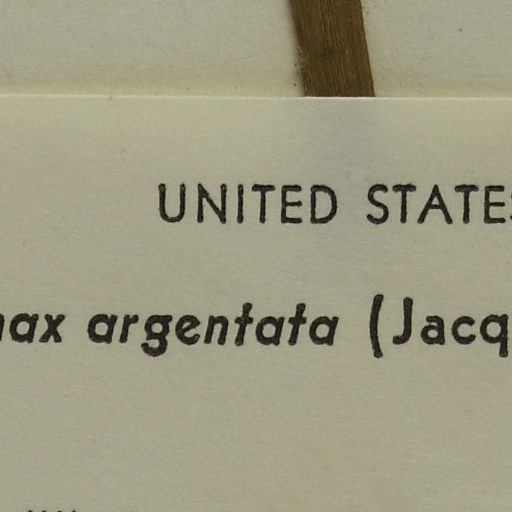 UNITED STATES
ax argentata (Jacq